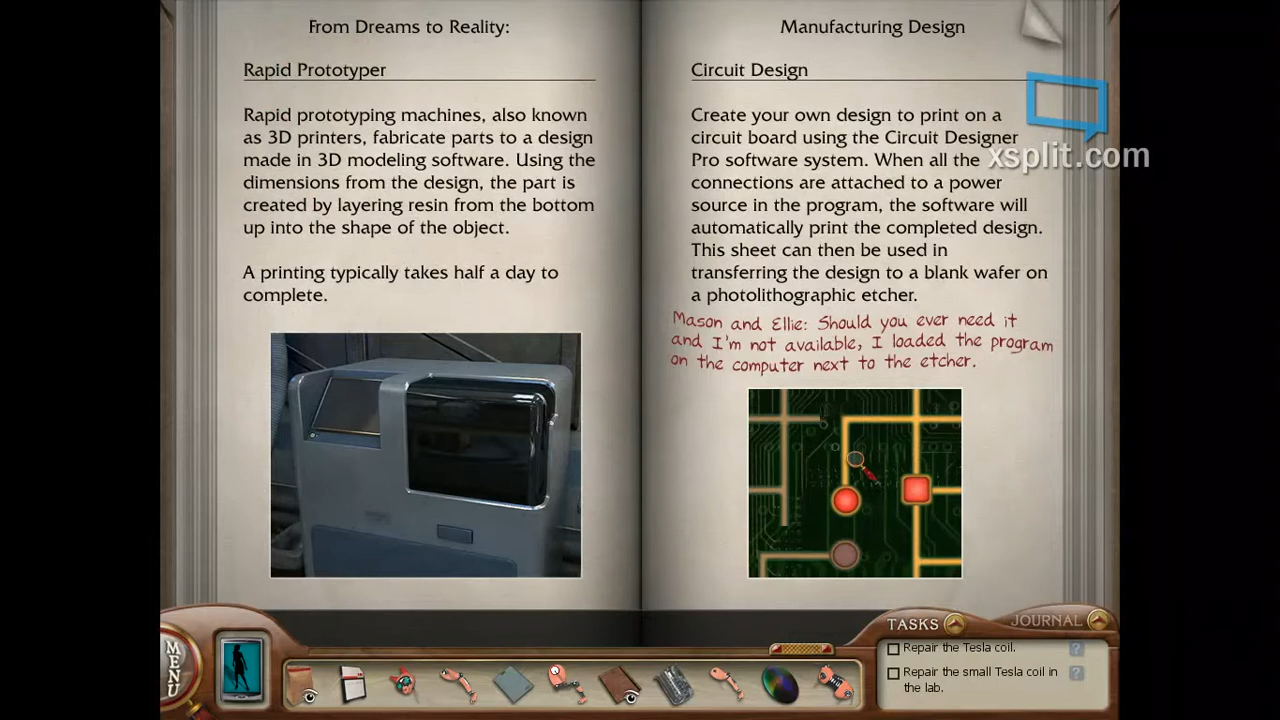 From Dreams to Reality:
Rapid Prototyper
Rapid prototyping machines, also known
as 3D printers, fabricate parts to a design
made in 3D modeling software. Using the
dimensions from the design, the part is
created by layering resin from the bottom
up into the shape of the object.
A printing typically takes half a day to
complete.
Manufacturing Design
Circuit Design
Create your own design to print on a
circuit board using the Circuit Designer
Pro software system. When all the
connections are attached to a power
source in the program, the software will
automatically print the completed design.
This sheet can then be used in
transferring the design to a blank wafer on
a photolithographic etcher.
Mason and Ellie: Should you ever need it
and I'm not available, I loaded the program
on the computer next to the etcher.
xsplit.com
MENU
TASKS
JOURNAL
Repair the Tesla coil.
?
Repair the small Tesla coil in
the lab.
?